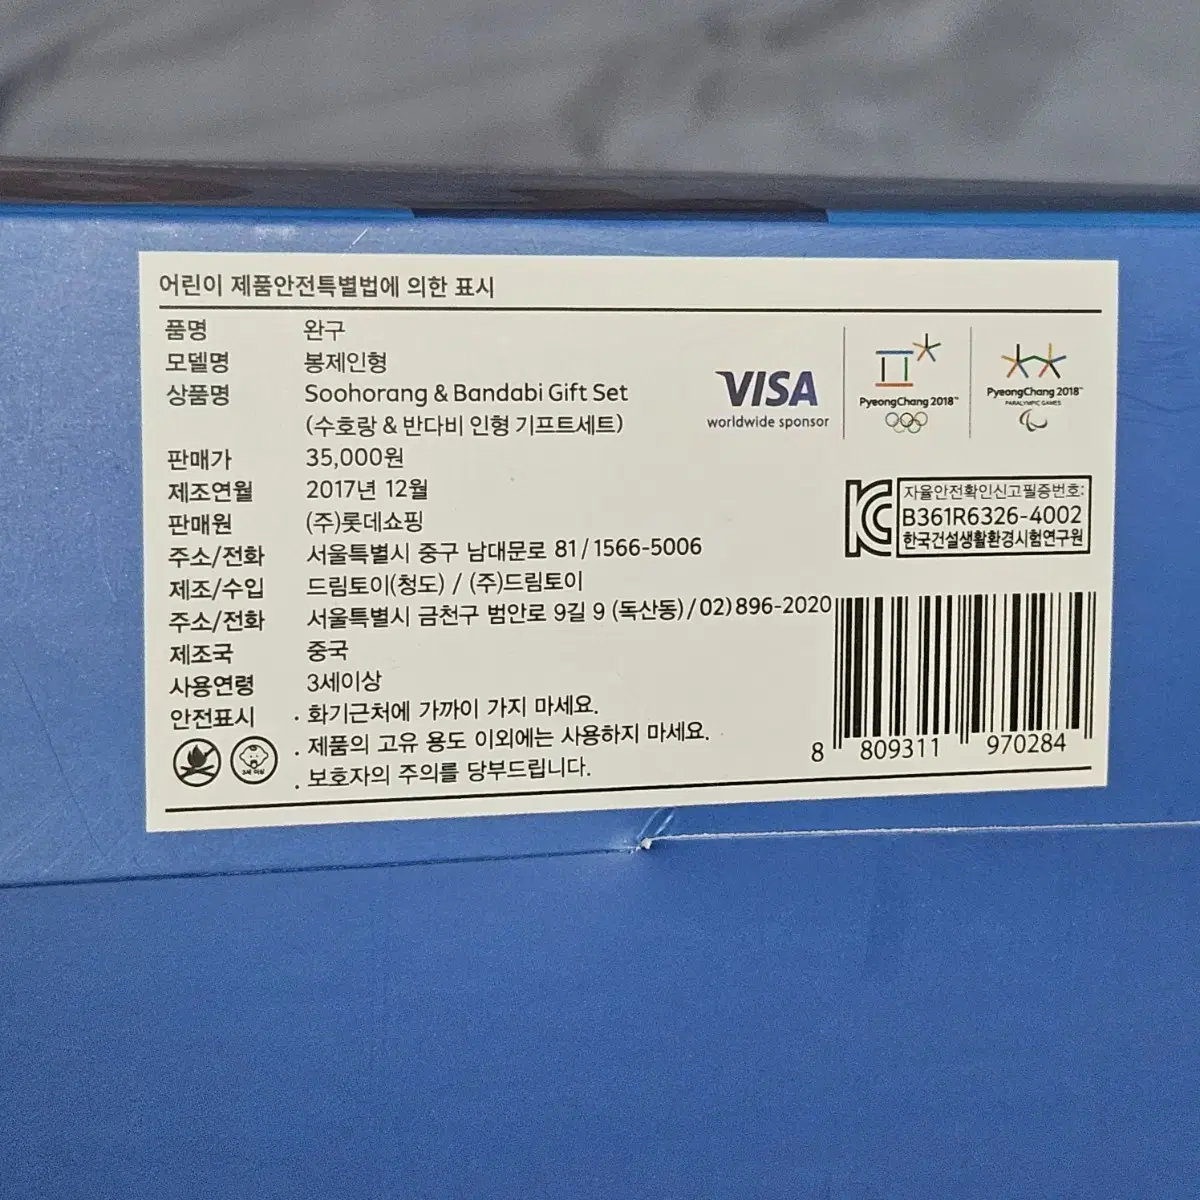 어린이 제품안전특별법에 의한 표시
품명 완구
모델명 봉제인형
상품명 Soohorang & Bandabi Gift Set
(수호랑 & 반다비 인형 기프트세트)
판매가 35,000원
제조연월 2017년 12월
판매원 (주)롯데쇼핑
주소/전화 서울특별시 중구 남대문로 81 / 1566-5006
제조/수입 드림토이(청도) / (주)드림토이
주소/전화 서울특별시 금천구 범안로 9길 9 (독산동) / 02) 896-2020
제조국 중국
사용연령 3세이상
안전표시 · 화기근처에 가까이 가지 마세요.
· 제품의 고유 용도 이외에는 사용하지 마세요.
· 보호자의 주의를 당부드립니다.
3세 이상
VISA
worldwide sponsor
PyeongChang 2018™
PyeongChang 2018™
PARALYMPIC GAMES
자율안전확인신고필증번호:
B361R6326-4002
한국건설생활환경시험연구원
8 809311 970284